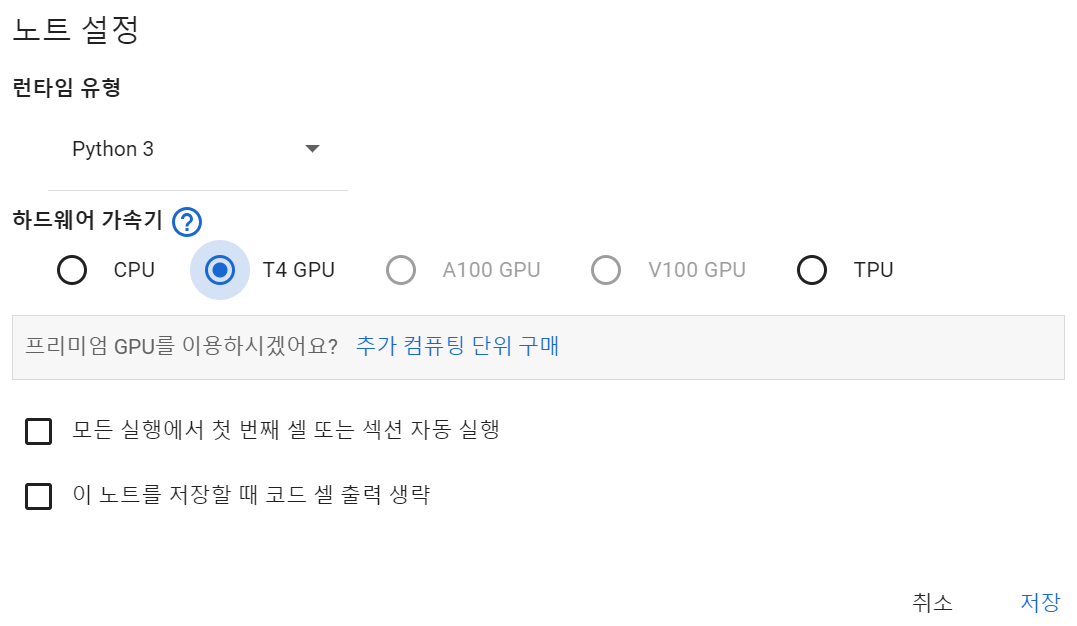 노트 설정
런타임 유형
Python 3
하드웨어 가속기 ?
CPU T4 GPU A100 GPU V100 GPU TPU
프리미엄 GPU를 이용하시겠어요? 추가 컴퓨팅 단위 구매
모든 실행에서 첫 번째 셀 또는 섹션 자동 실행
이 노트를 저장할 때 코드 셀 출력 생략
취소 저장